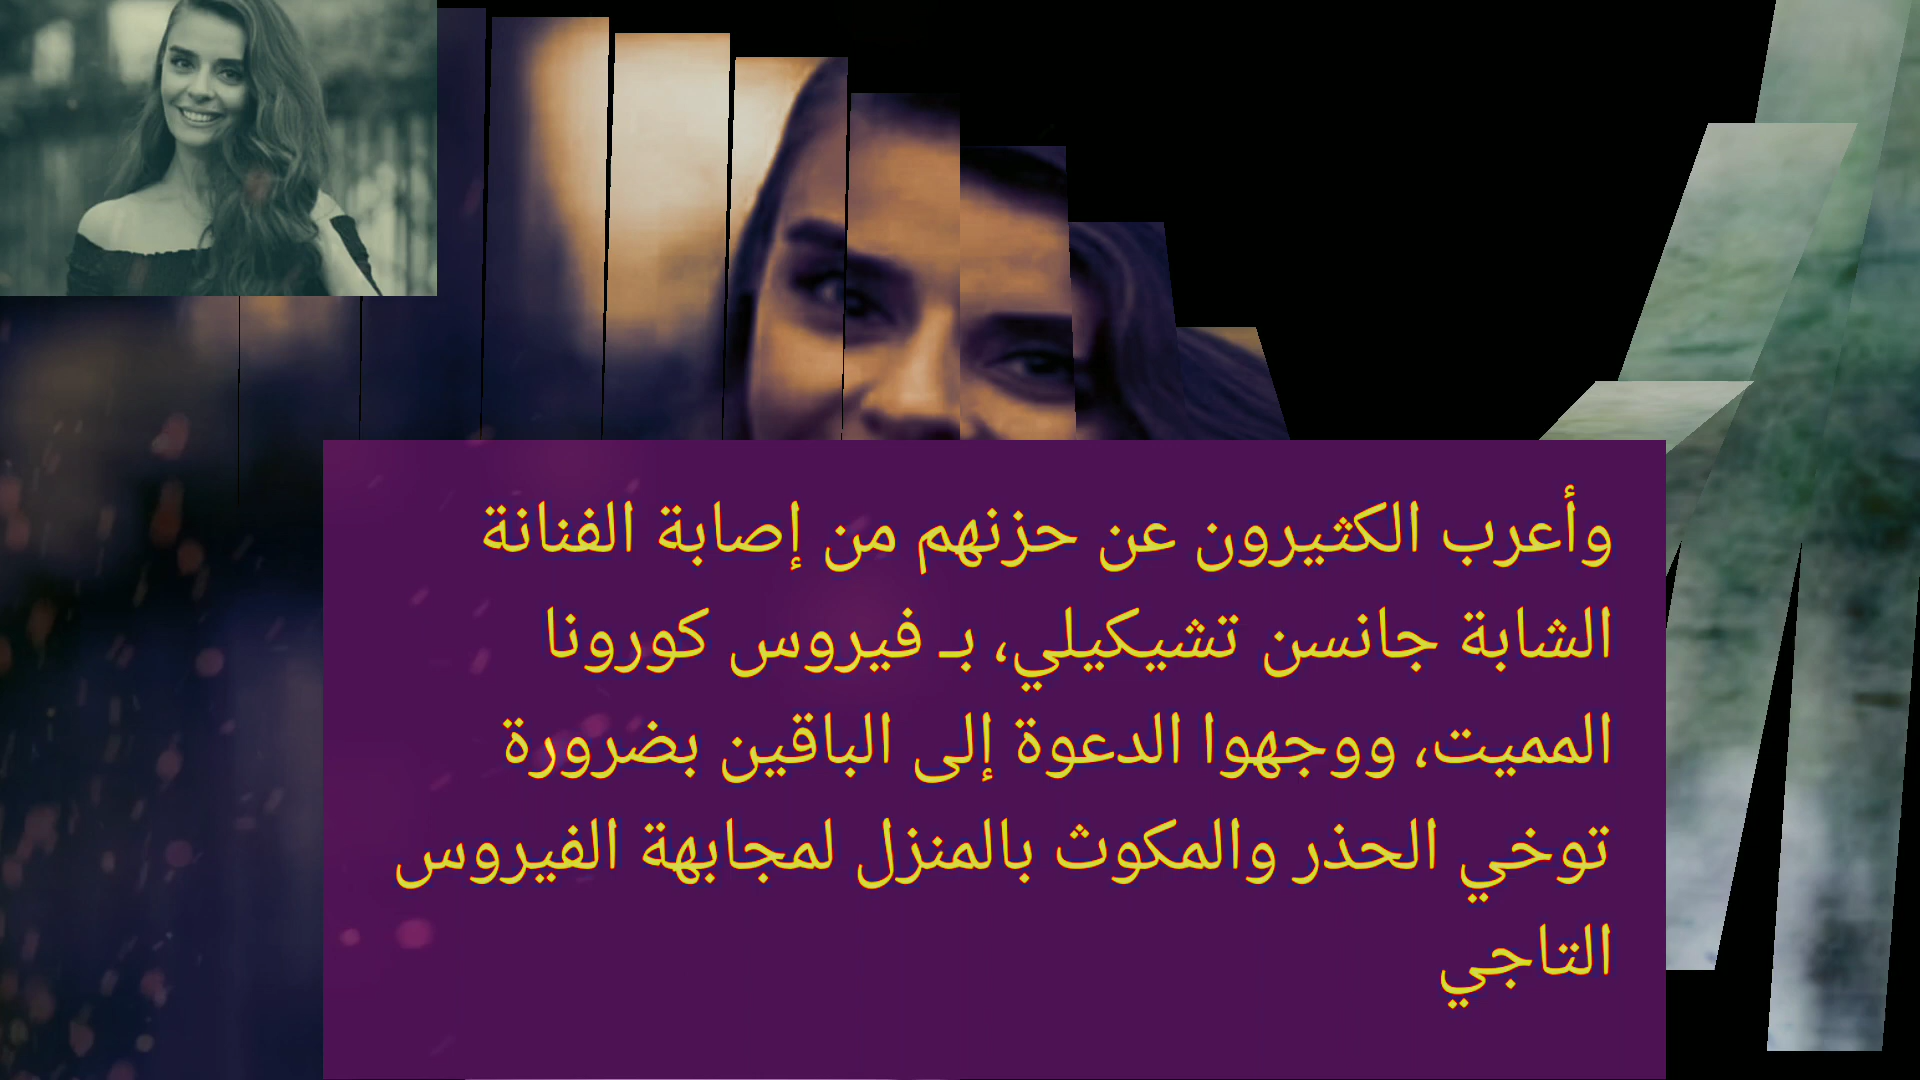 وأعرب الكثيرون عن حزنهم من إصابة الفنانة
الشابة جانسن تشيكيلي، بـ فيروس كورونا
المميت، ووجهوا الدعوة إلى الباقين بضرورة
توخي الحذر والمكوث بالمنزل لمجابهة الفيروس
التاجي